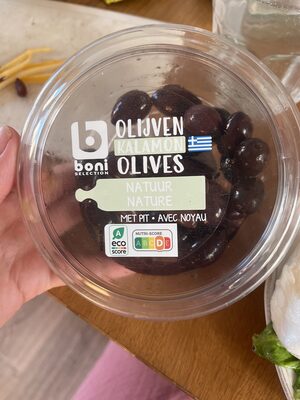 boni
SELECTION
OLIJVEN
KALAMON
OLIVES
NATUUR
NATURE
MET PIT • AVEC NOYAU
A
eco
score
NUTRI-SCORE
A B C D E